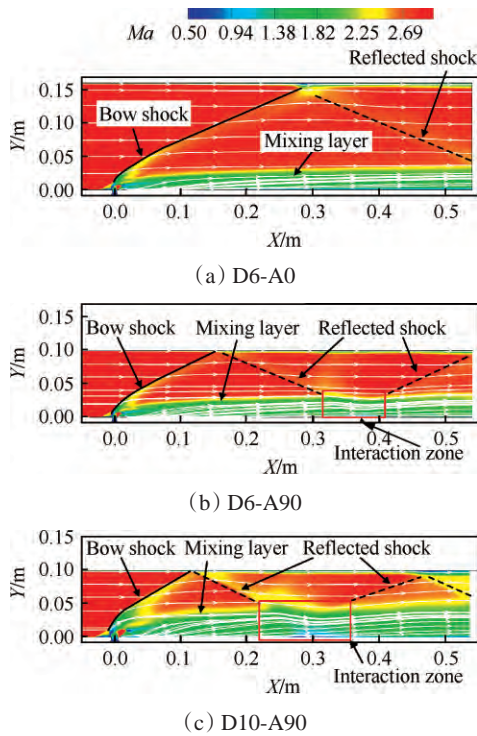 Ma 0.50 0.94 1.38 1.82 2.25 2.69
Reflected shock
0.15
Bow shock
0.10
Y/m
Mixing layer
0.05
0.00
0.0 0.1 0.2 0.3 0.4 0.5
X/m
(a) D6-A0
0.15
Bow shock Mixing layer Reflected shock
0.10
Y/m
0.05
0.00
0.0 0.1 0.2 0.3 0.4 0.5
Interaction zone
X/m
(b) D6-A90
0.15
Bow shock Mixing layer Reflected shock
0.10
Y/m
0.05
0.00
0.0 0.1 0.2 0.3 0.4 0.5
Interaction zone
X/m
(c) D10-A90